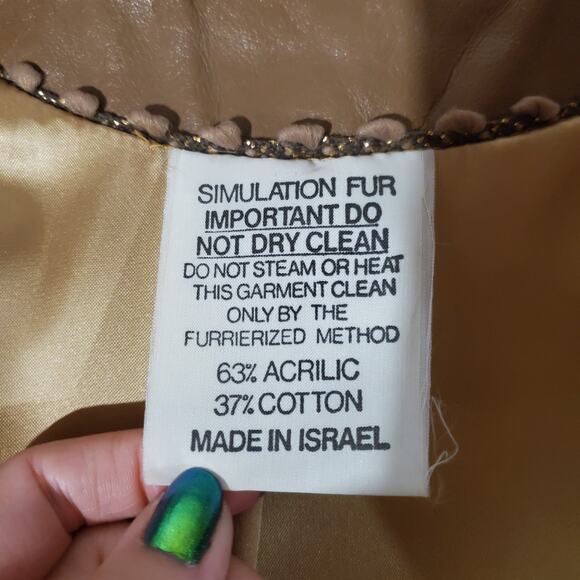 SIMULATION FUR
IMPORTANT DO
NOT DRY CLEAN
DO NOT STEAM OR HEAT
THIS GARMENT CLEAN
ONLY BY THE
FURRIERIZED METHOD
63% ACRILIC
37% COTTON
MADE IN ISRAEL